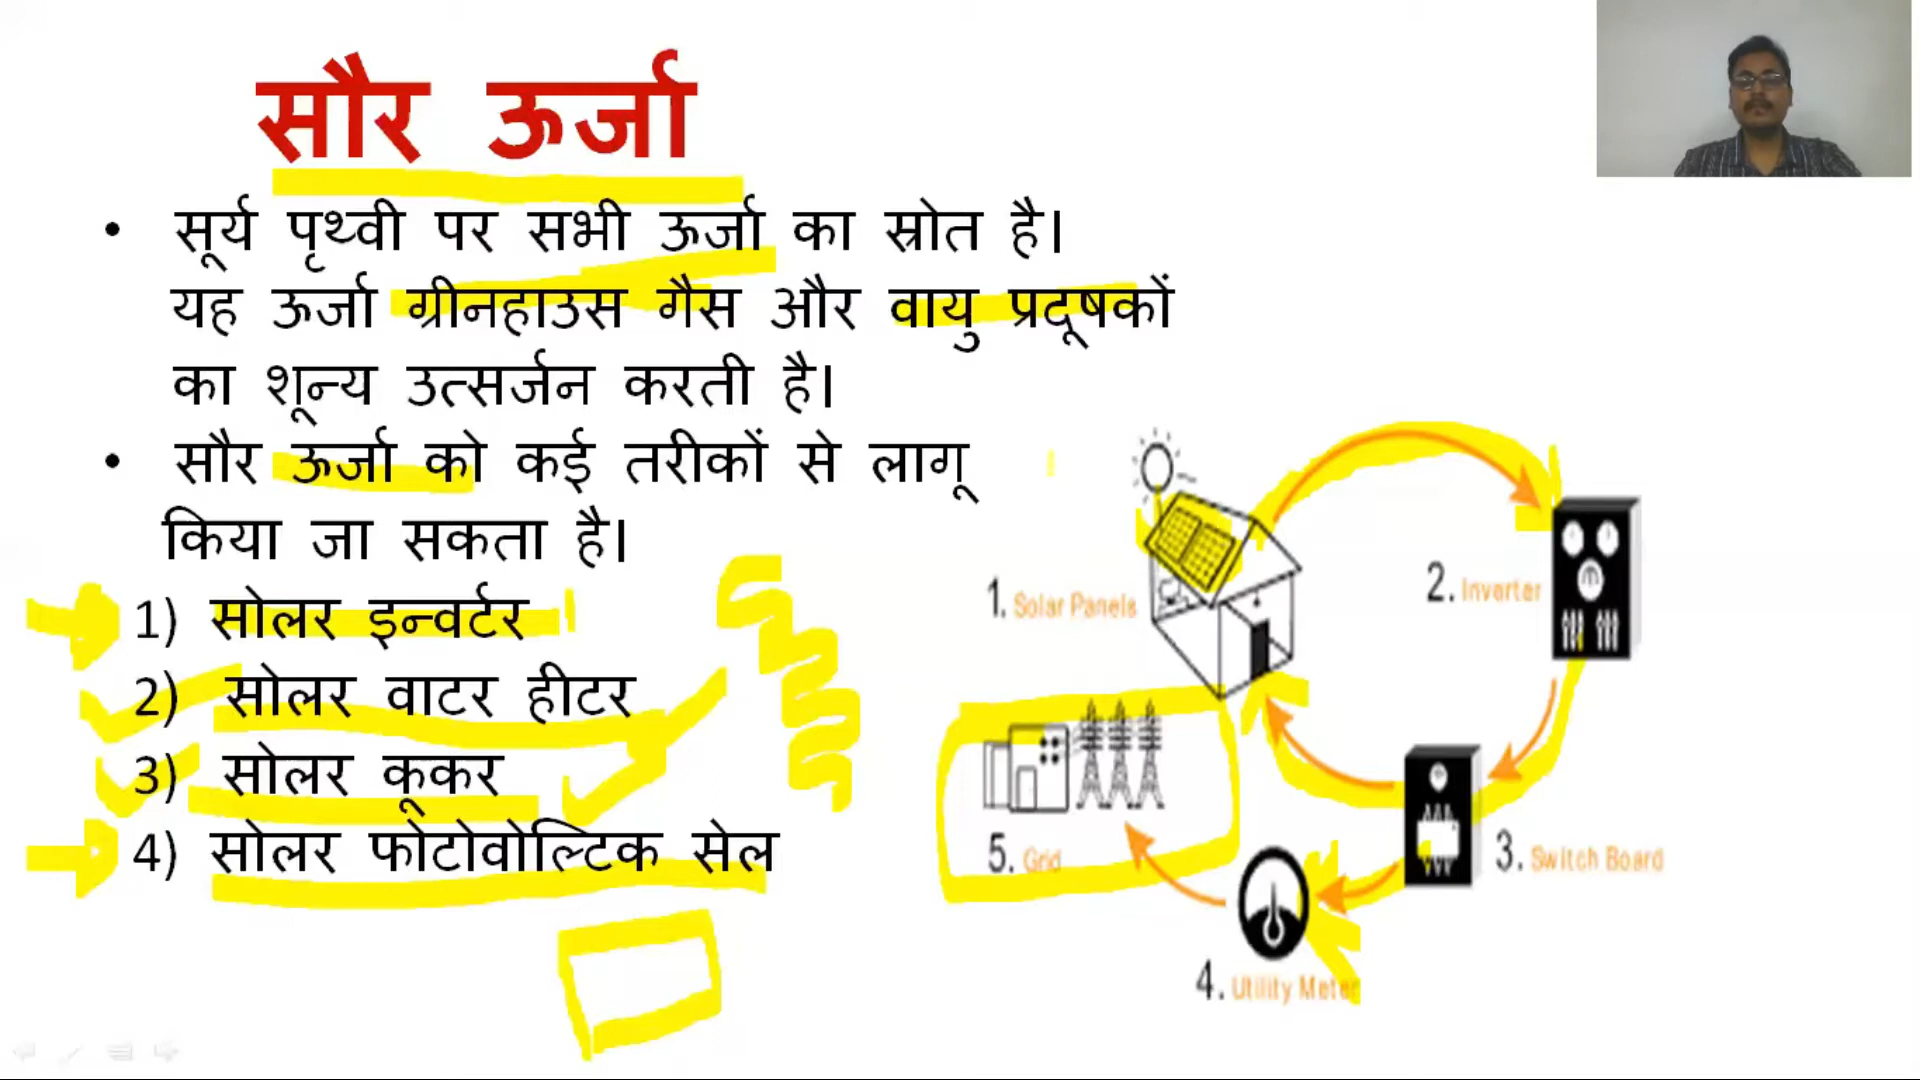 सौर ऊर्जा
• सूर्य पृथ्वी पर सभी ऊर्जा का स्रोत है।
यह ऊर्जा ग्रीनहाउस गैस और वायु प्रदूषकों
का शून्य उत्सर्जन करती है।
• सौर ऊर्जा को कई तरीकों से लागू
किया जा सकता है।
1) सोलर इन्वर्टर
2) सोलर वाटर हीटर
3) सोलर कूकर
4) सोलर फोटोवोल्टिक सेल
1. Solar Panels
2. Inverter
3. Switch Board
4. Utility Meter
5. Grid